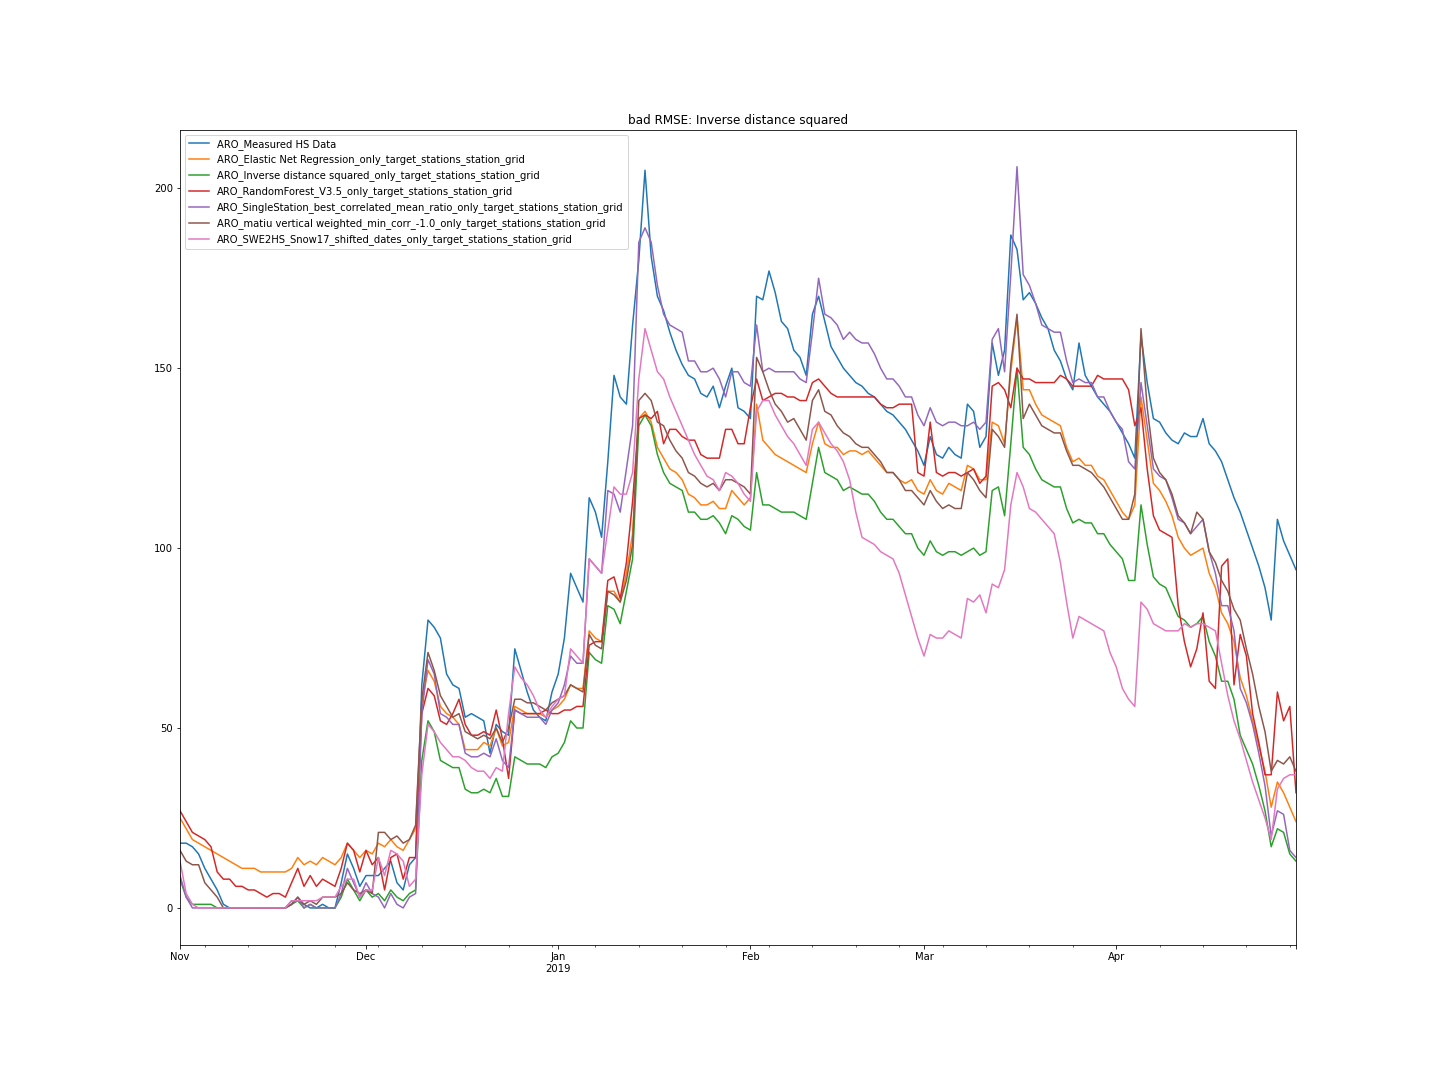 bad RMSE: Inverse distance squared
ARO_Measured HS Data
ARO_Elastic Net Regression_only_target_stations_station_grid
ARO_Inverse distance squared_only_target_stations_station_grid
ARO_RandomForest_V3.5_only_target_stations_station_grid
ARO_SingleStation_best_correlated_mean_ratio_only_target_stations_station_grid
ARO_matiu vertical weighted_min_corr_-1.0_only_target_stations_station_grid
ARO_SWE2HS_Snow17_shifted_dates_only_target_stations_station_grid
200
150
100
50
0
Nov Dec Jan Feb Mar Apr
2019